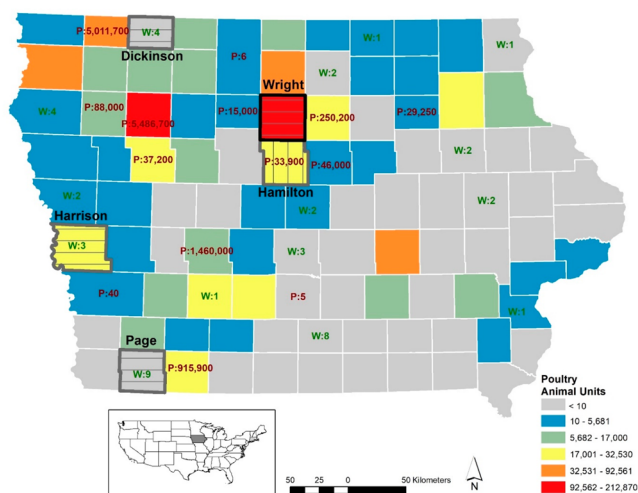 P:5,011,700
W:4
Dickinson
P:6
W:1
W:1
Wright
W:2
W:4
P:88,000
P:5,486,700
P:15,000
P:250,200
P:29,250
P:37,200
P:33,900
P:46,000
W:2
Hamilton
W:2
W:2
W:2
Harrison
W:3
P:1,460,000
W:3
P:40
W:1
P:5
W:1
W:8
Page
W:9
P:915,900
Poultry
Animal Units
< 10
10 - 5,681
5,682 - 17,000
17,001 - 32,530
32,531 - 92,561
92,562 - 212,870
50 25 0 50 Kilometers
N